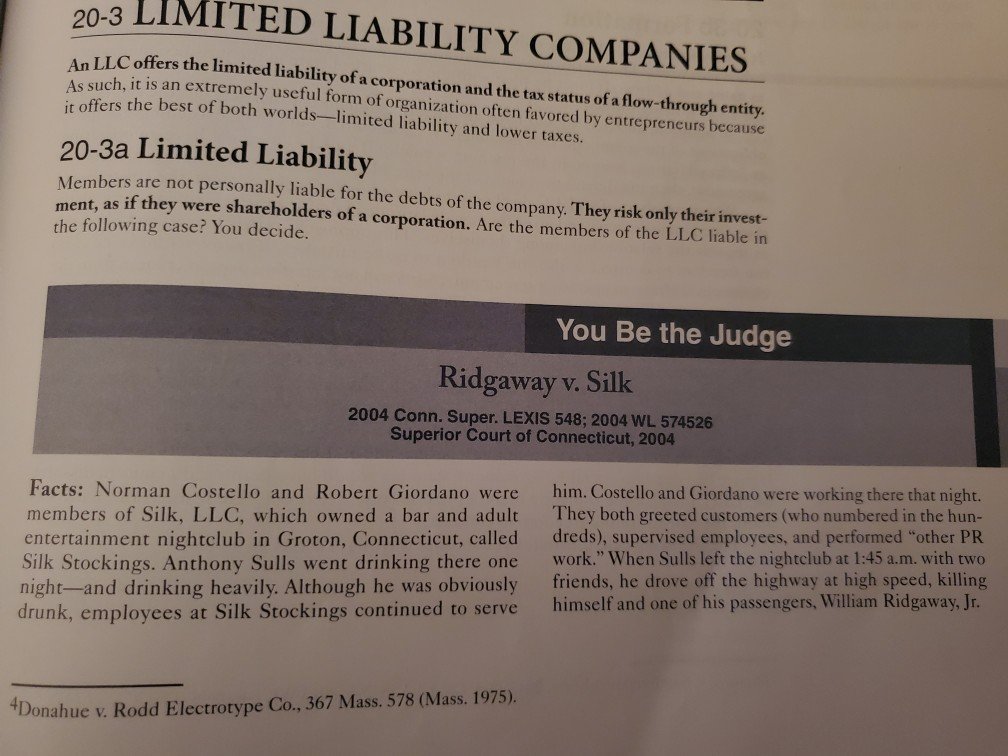 20-3 LIMITED LIABILITY COMPANIES
An LLC offers the limited liability of a corporation and the tax status of a flow-through entity.
As such, it is an extremely useful form of organization often favored by entrepreneurs because
it offers the best of both worlds—limited liability and lower taxes.
20-3a Limited Liability
Members are not personally liable for the debts of the company. They risk only their invest-
ment, as if they were shareholders of a corporation. Are the members of the LLC liable in
the following case? You decide.
You Be the Judge
Ridgaway v. Silk
2004 Conn. Super. LEXIS 548; 2004 WL 574526
Superior Court of Connecticut, 2004
Facts: Norman Costello and Robert Giordano were
members of Silk, LLC, which owned a bar and adult
entertainment nightclub in Groton, Connecticut, called
Silk Stockings. Anthony Sulls went drinking there one
night—and drinking heavily. Although he was obviously
drunk, employees at Silk Stockings continued to serve
him. Costello and Giordano were working there that night.
They both greeted customers (who numbered in the hun-
dreds), supervised employees, and performed “other PR
work.” When Sulls left the nightclub at 1:45 a.m. with two
friends, he drove off the highway at high speed, killing
himself and one of his passengers, William Ridgaway, Jr.
4Donahue v. Rodd Electrotype Co., 367 Mass. 578 (Mass. 1975).